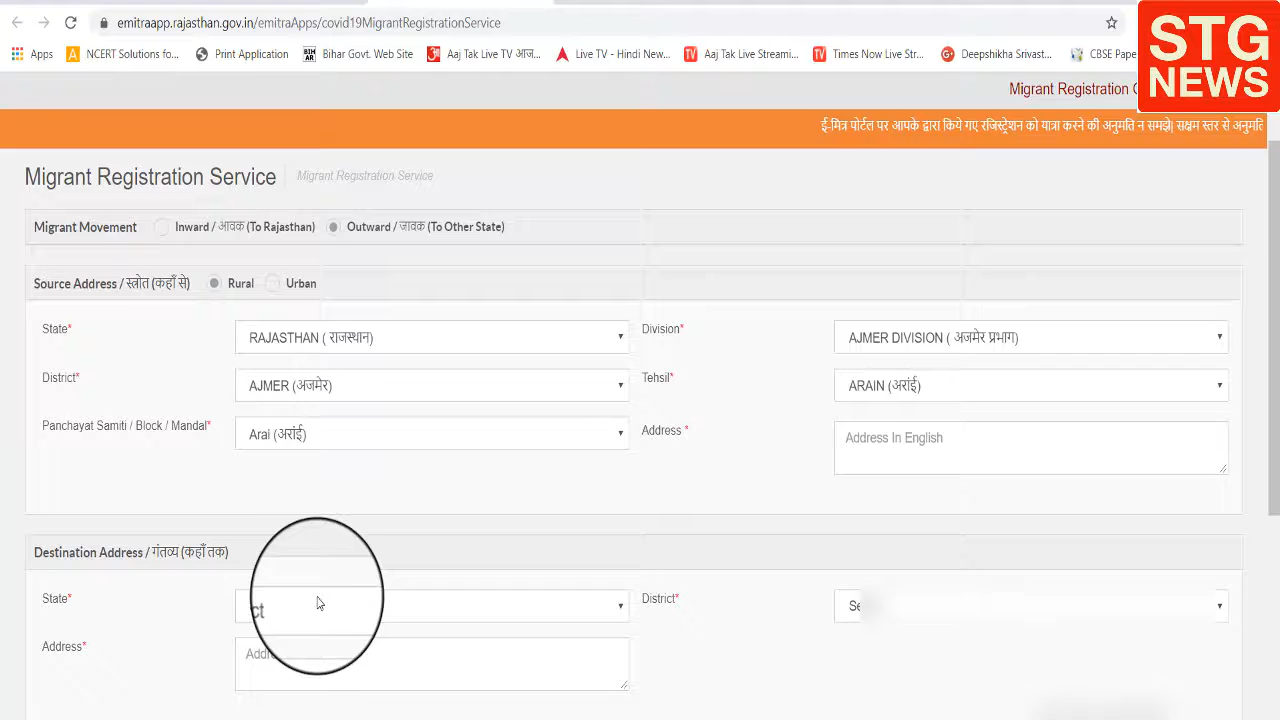 emitraapp.rajasthan.gov.in/emitraApps/covid19MigrantRegistrationService
Apps NCERT Solutions fo... Print Application Bihar Govt. Web Site Aaj Tak Live TV आज... Live TV - Hindi New... Aaj Tak Live Streami... Times Now Live Str... Deepshikha Srivast... CBSE Pape
STG
NEWS
Migrant Registration
ई-मित्र पोर्टल पर आपके द्वारा किये गए रजिस्ट्रेशन को यात्रा करने की अनुमति न समझे| सक्षम स्तर से अनुमति
Migrant Registration Service Migrant Registration Service
Migrant Movement Inward / आवक (To Rajasthan) Outward / जावक (To Other State)
Source Address / स्त्रोत (कहाँ से) Rural Urban
State* RAJASTHAN ( राजस्थान) Division* AJMER DIVISION ( अजमेर प्रभाग)
District* AJMER (अजमेर) Tehsil* ARAIN (अरांई)
Panchayat Samiti / Block / Mandal* Arai (अरांई) Address * Address In English
Destination Address / गंतव्य (कहाँ तक)
State* ct District* Se
Address* Addr